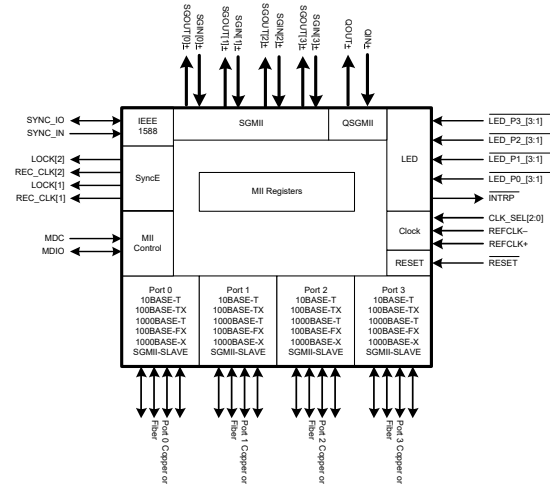 SGOUT[0]±
SGIN[0]±
SGOUT[1]±
SGIN[1]±
SGOUT[2]±
SGIN[2]±
SGOUT[3]±
SGIN[3]±
QOUT±
QIN±
SYNC_IO
SYNC_IN
LOCK[2]
REC_CLK[2]
LOCK[1]
REC_CLK[1]
MDC
MDIO
IEEE
1588
SGMII
QSGMII
SyncE
MII
Control
MII Registers
LED
Clock
RESET
LED_P3_[3:1]
LED_P2_[3:1]
LED_P1_[3:1]
LED_P0_[3:1]
INTRP
CLK_SEL[2:0]
REFCLK–
REFCLK+
RESET
Port 0
10BASE-T
100BASE-TX
1000BASE-T
100BASE-FX
1000BASE-X
SGMII-SLAVE
Port 1
10BASE-T
100BASE-TX
1000BASE-T
100BASE-FX
1000BASE-X
SGMII-SLAVE
Port 2
10BASE-T
100BASE-TX
1000BASE-T
100BASE-FX
1000BASE-X
SGMII-SLAVE
Port 3
10BASE-T
100BASE-TX
1000BASE-T
100BASE-FX
1000BASE-X
SGMII-SLAVE
Port 0 Copper or
Fiber
Port 1 Copper or
Fiber
Port 2 Copper or
Fiber
Port 3 Copper or
Fiber